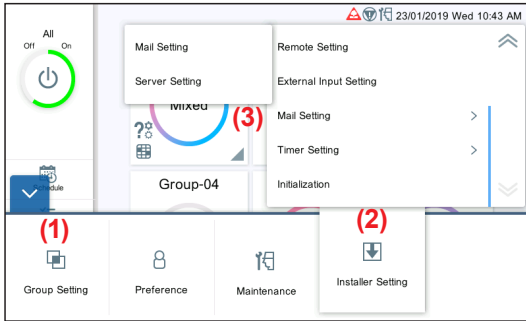 23/01/2019 Wed 10:43 AM
All
Off On
Mail Setting
Server Setting
Remote Setting
External Input Setting
Mail Setting
Timer Setting
Initialization
Mixed
(3)
Group-04
Schedule
(1)
(2)
Group Setting
Preference
Maintenance
Installer Setting